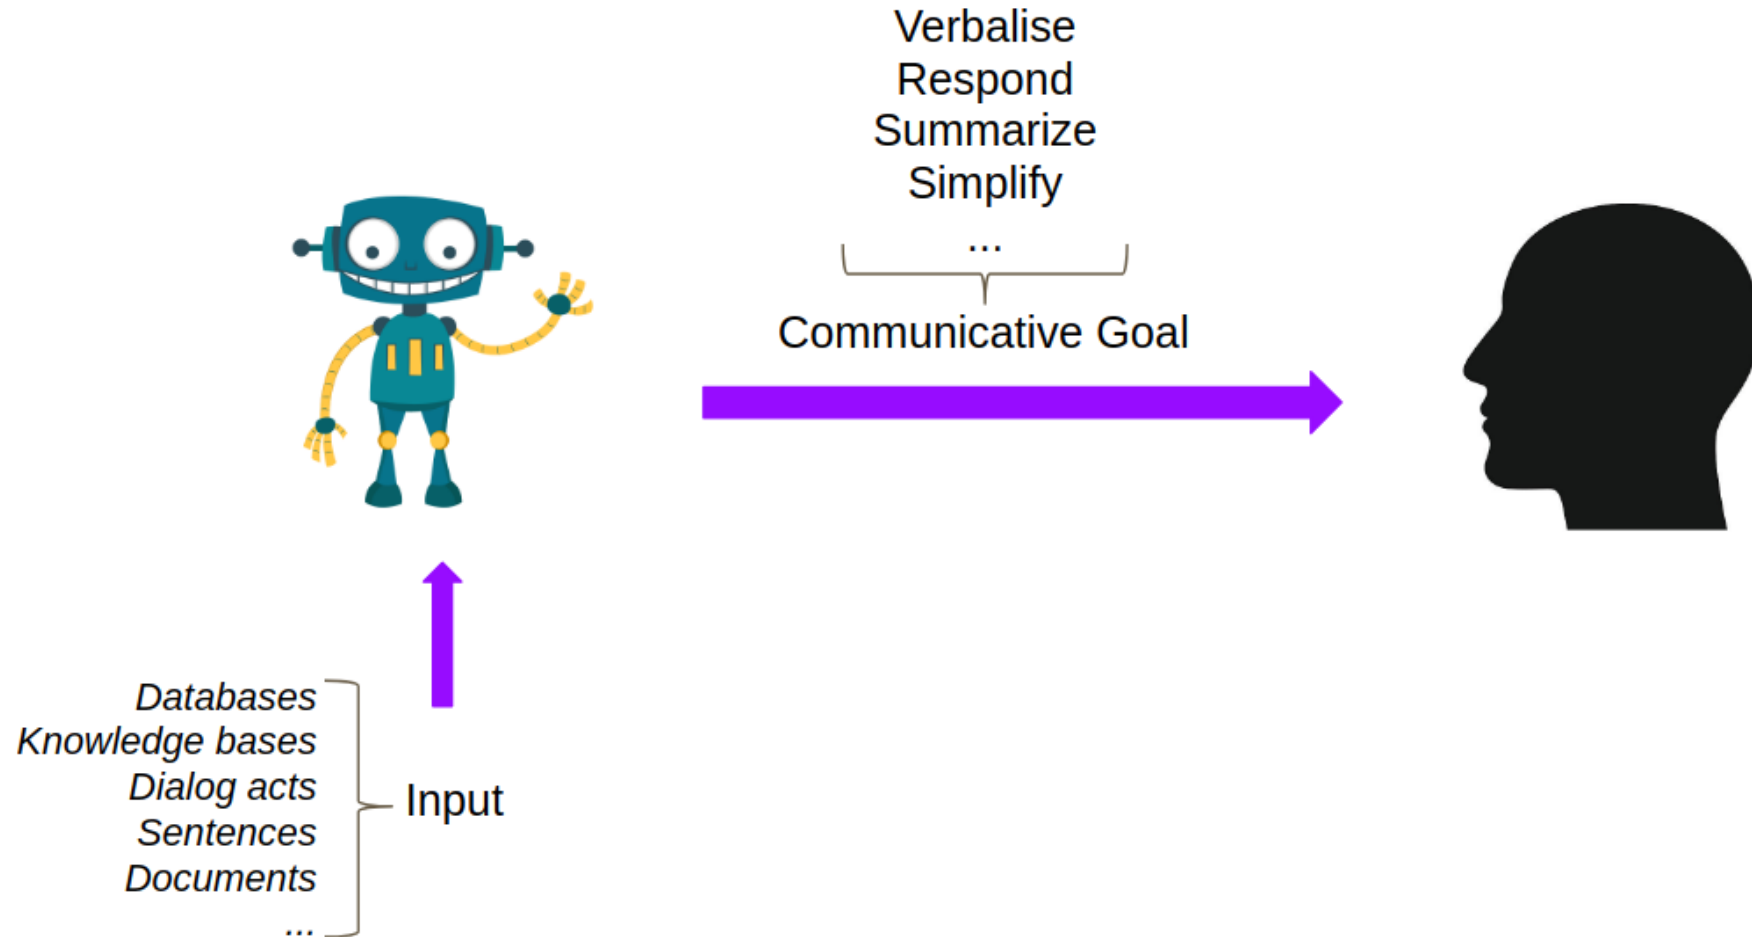 Verbalise
Respond
Summarize
Simplify
...
Communicative Goal
Databases
Knowledge bases
Dialog acts
Sentences
Documents
...
Input